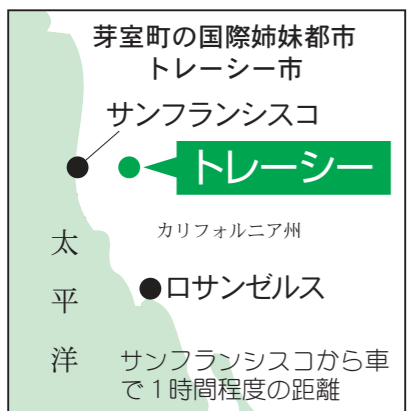 芽室町の国際姉妹都市
トレーシー市
サンフランシスコ
トレーシー
カリフォルニア州
太平洋
ロサンゼルス
サンフランシスコから車
で1時間程度の距離